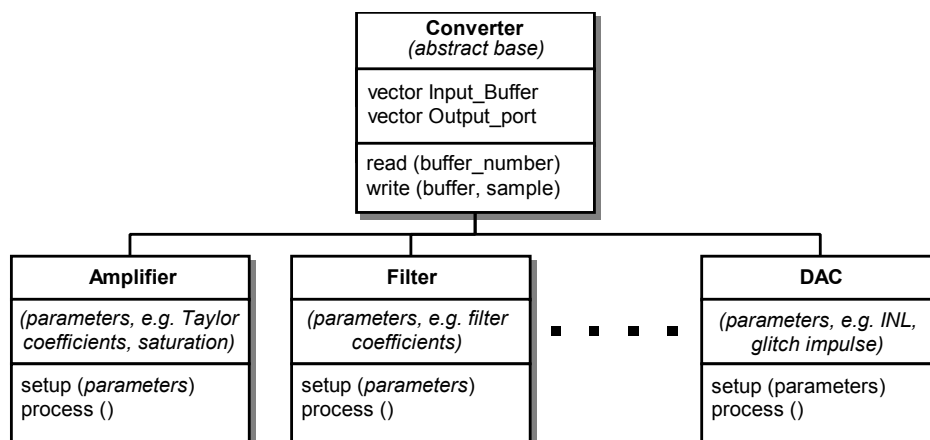 Converter
(abstract base)
vector Input_Buffer
vector Output_port
read (buffer_number)
write (buffer, sample)
Amplifier
(parameters, e.g. Taylor
coefficients, saturation)
setup (parameters)
process ()
Filter
(parameters, e.g. filter
coefficients)
setup (parameters)
process ()
DAC
(parameters, e.g. INL,
glitch impulse)
setup (parameters)
process ()